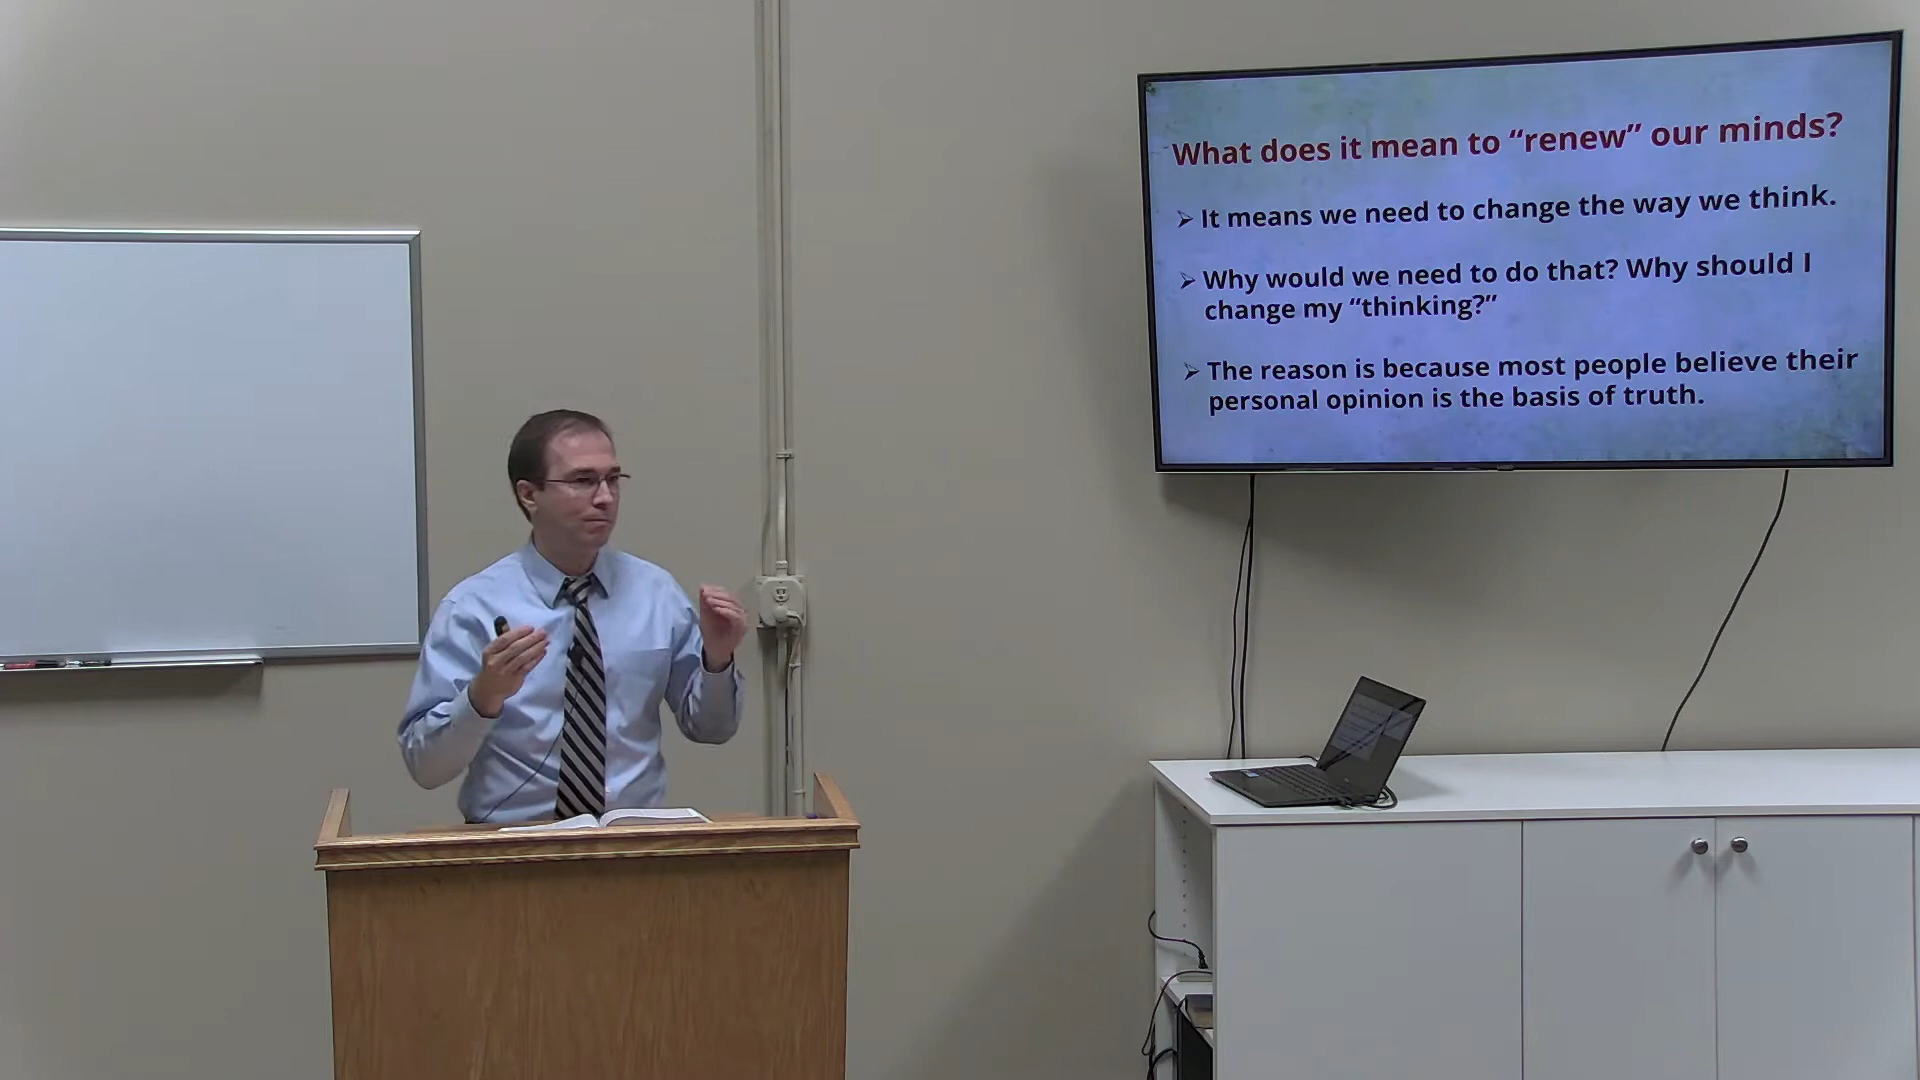 What does it mean to “renew” our minds?
➢ It means we need to change the way we think.
➢ Why would we need to do that? Why should I
change my “thinking?”
➢ The reason is because most people believe their
personal opinion is the basis of truth.